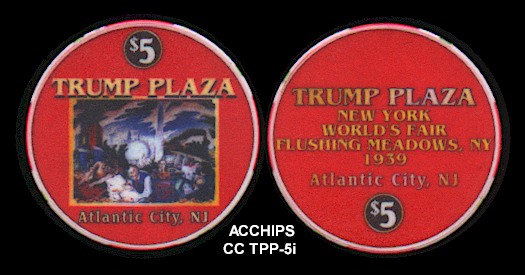 $5
TRUMP PLAZA
Atlantic City, NJ
TRUMP PLAZA
NEW YORK
WORLD'S FAIR
FLUSHING MEADOWS, NY
1939
Atlantic City, NJ
$5
ACCHIPS
CC TPP-5i